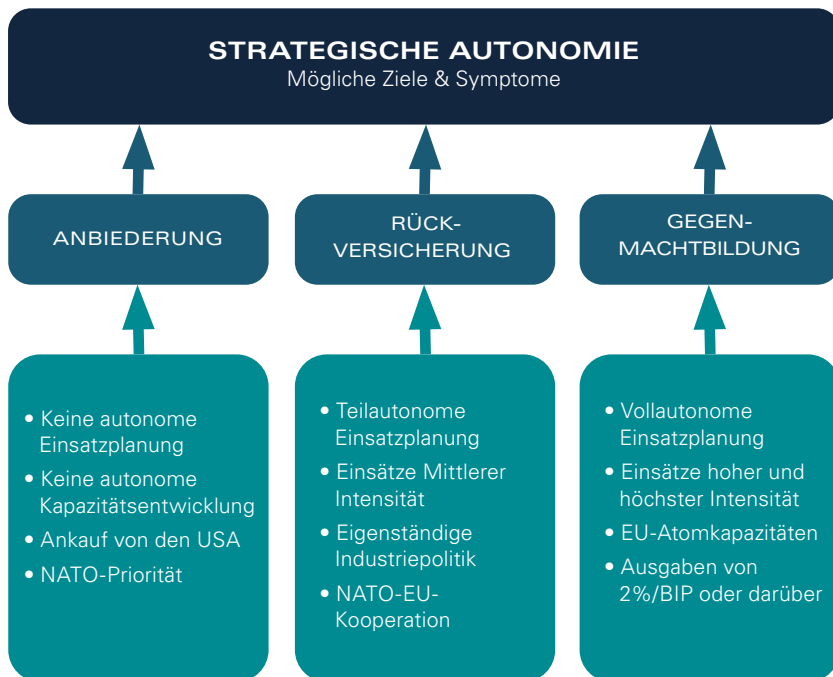 STRATEGISCHE AUTONOMIE
Mögliche Ziele & Symptome
ANBIEDERUNG
RÜCK-
VERSICHERUNG
GEGEN-
MACHTBILDUNG
• Keine autonome
Einsatzplanung
• Keine autonome
Kapazitätsentwicklung
• Ankauf von den USA
• NATO-Priorität
• Teilautonome
Einsatzplanung
• Einsätze Mittlerer
Intensität
• Eigenständige
Industriepolitik
• NATO-EU-
Kooperation
• Vollautonome
Einsatzplanung
• Einsätze hoher und
höchster Intensität
• EU-Atomkapazitäten
• Ausgaben von
2%/BIP oder darüber